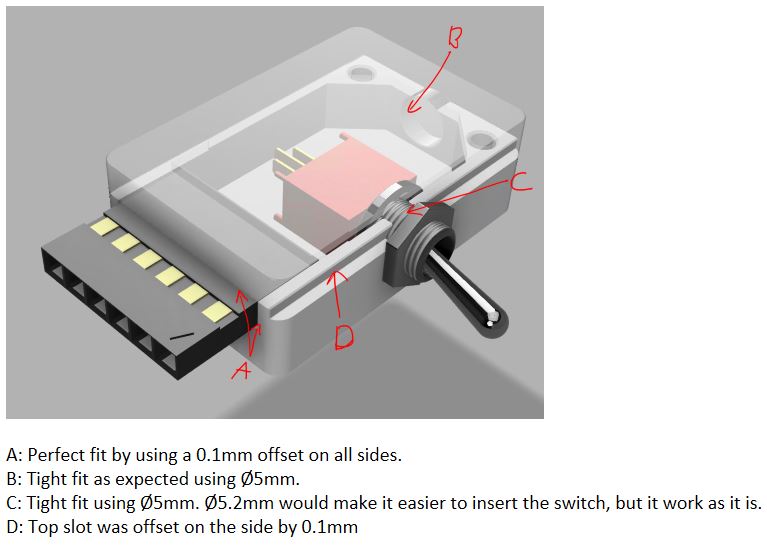 B
C
D
A
A: Perfect fit by using a 0.1mm offset on all sides.
B: Tight fit as expected using Ø5mm.
C: Tight fit using Ø5mm. Ø5.2mm would make it easier to insert the switch, but it work as it is.
D: Top slot was offset on the side by 0.1mm